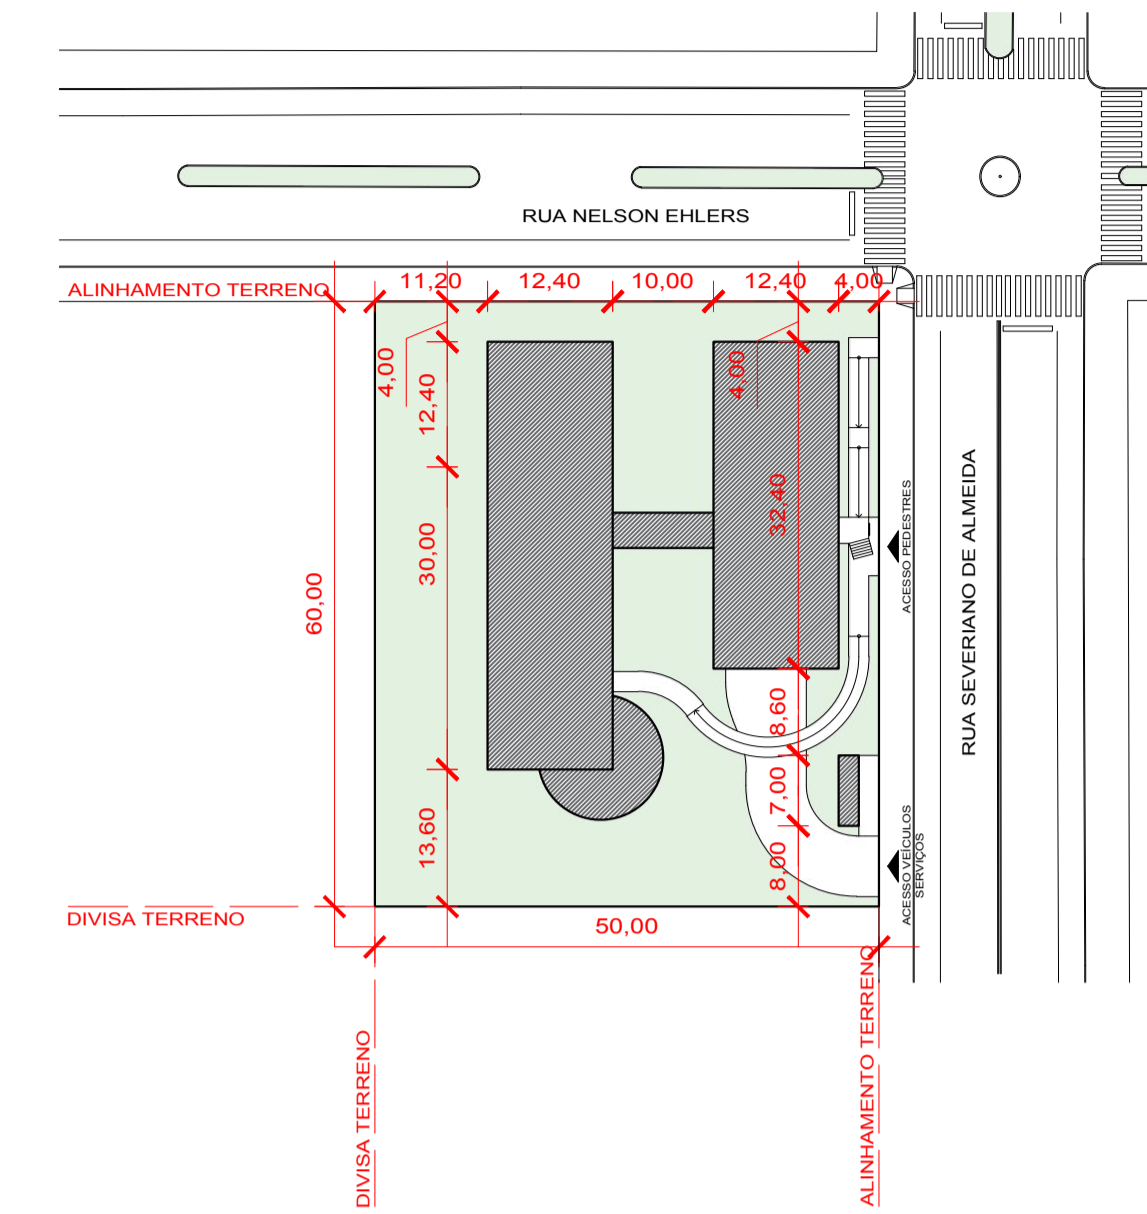 RUA NELSON EHLERS
ALINHAMENTO TERRENO
11,20
12,40
10,00
12,40
4,00
4,00
12,40
4,00
32,40
30,00
60,00
ACESSO PEDESTRES
RUA SEVERIANO DE ALMEIDA
8,60
7,00
13,60
8,00
ACESSO VEÍCULOS
SERVIÇOS
DIVISA TERRENO
50,00
DIVISA TERRENO
ALINHAMENTO TERRENO